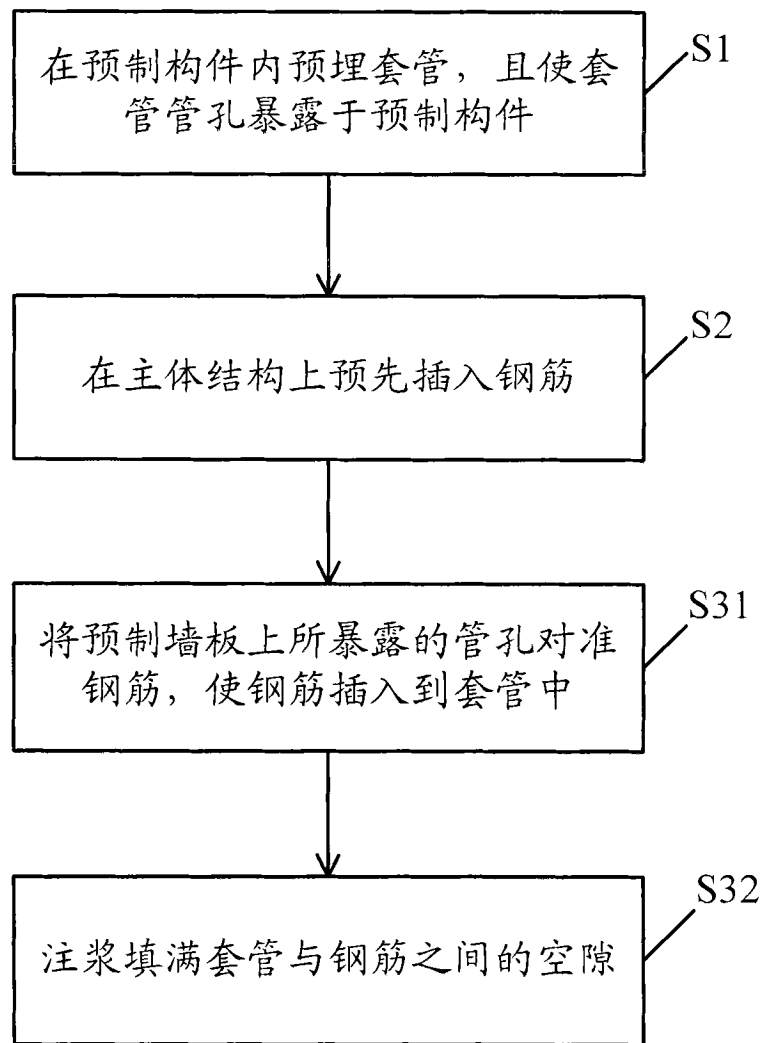 在预制构件内预埋套管，且使套
管管孔暴露于预制构件
S1
在主体结构上预先插入钢筋
S2
将预制墙板上所暴露的管孔对准
钢筋，使钢筋插入到套管中
S31
注浆填满套管与钢筋之间的空隙
S32